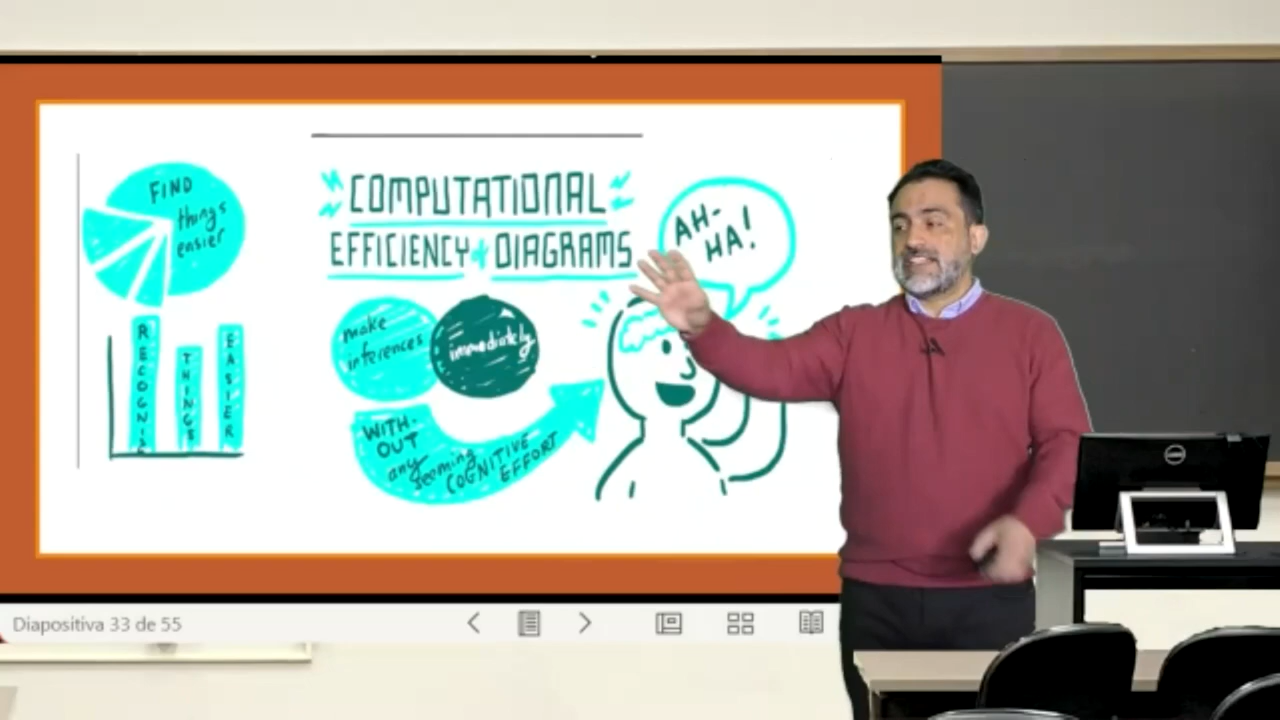 FIND
things
easier
RECOGNIZE
THINGS
EASIER
COMPUTATIONAL
EFFICIENCY + DIAGRAMS
make
inferences
immediately
WITH-
OUT
any
seeming
COGNITIVE
EFFORT
AH-
HA!
Diapositiva 33 de 55
DELL